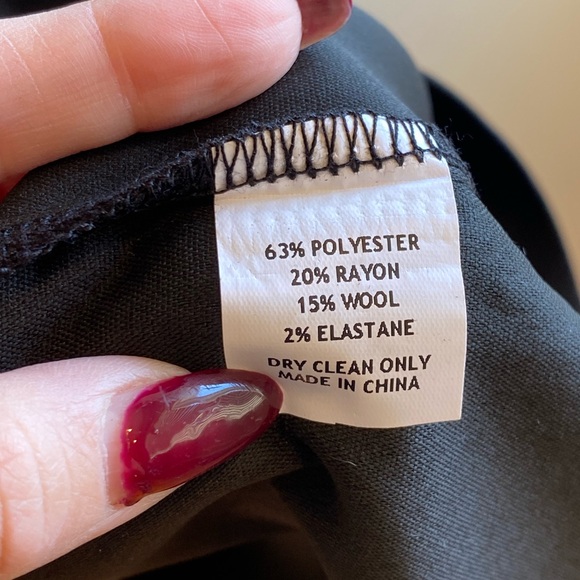 63% POLYESTER
20% RAYON
15% WOOL
2% ELASTANE
DRY CLEAN ONLY
MADE IN CHINA